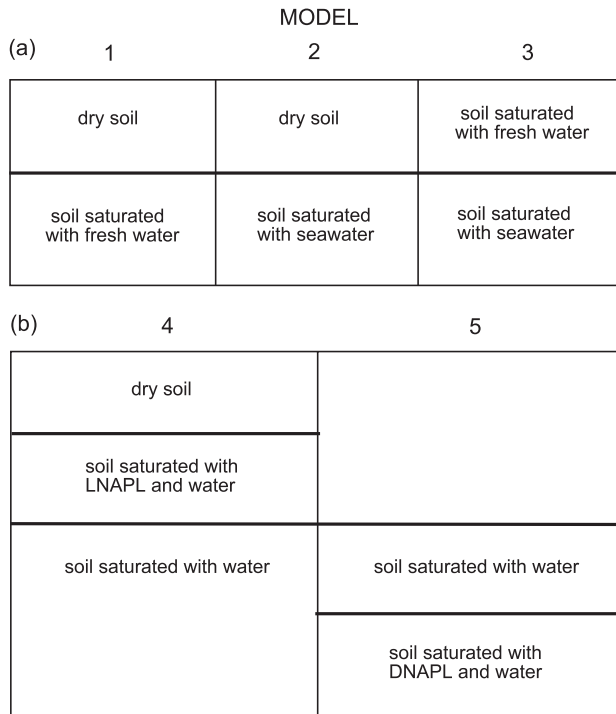 MODEL
(a)
1 2 3
dry soil
dry soil
soil saturated
with fresh water
soil saturated
with fresh water
soil saturated
with seawater
soil saturated
with seawater
(b)
4 5
dry soil
soil saturated with
LNAPL and water
soil saturated with water
soil saturated with water
soil saturated with
DNAPL and water